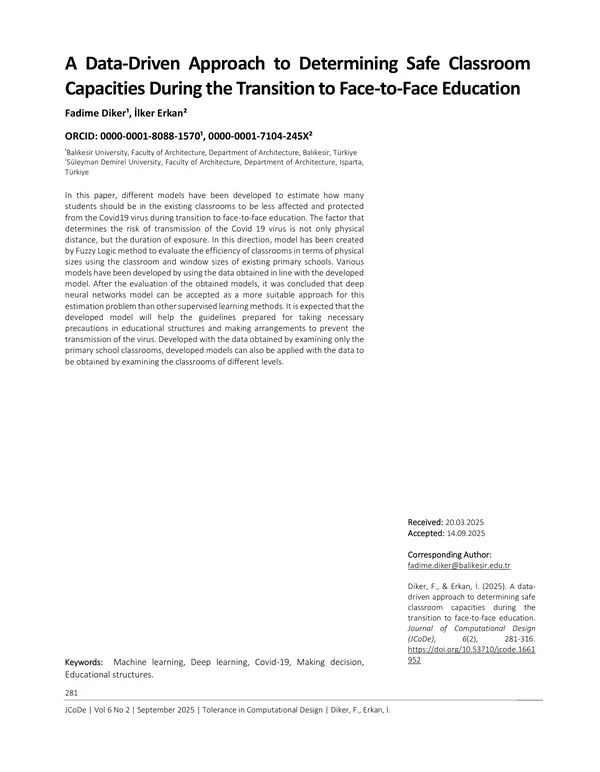 A Data-Driven Approach to Determining Safe Classroom
Capacities During the Transition to Face-to-Face Education
Fadime Diker¹, İlker Erkan²
ORCID: 0000-0001-8088-1570¹, 0000-0001-7104-245X²
¹Balıkesir University, Faculty of Architecture, Department of Architecture, Balıkesir, Türkiye
²Süleyman Demirel University, Faculty of Architecture, Department of Architecture, Isparta,
Türkiye
In this paper, different models have been developed to estimate how many
students should be in the existing classrooms to be less affected and protected
from the Covid19 virus during transition to face-to-face education. The factor that
determines the risk of transmission of the Covid 19 virus is not only physical
distance, but the duration of exposure. In this direction, model has been created
by Fuzzy Logic method to evaluate the efficiency of classrooms in terms of physical
sizes using the classroom and window sizes of existing primary schools. Various
models have been developed by using the data obtained in line with the developed
model. After the evaluation of the obtained models, it was concluded that deep
neural networks model can be accepted as a more suitable approach for this
estimation problem than other supervised learning methods. It is expected that the
developed model will help the guidelines prepared for taking necessary
precautions in educational structures and making arrangements to prevent the
transmission of the virus. Developed with the data obtained by examining only the
primary school classrooms, developed models can also be applied with the data to
be obtained by examining the classrooms of different levels.
Received: 20.03.2025
Accepted: 14.09.2025
Corresponding Author:
fadime.diker@balikesir.edu.tr
Diker, F., & Erkan, İ. (2025). A data-
driven approach to determining safe
classroom capacities during the
transition to face-to-face education.
Journal of Computational Design
(JCoDe), 6(2), 281-316.
https://doi.org/10.53710/jcode.1661
952
Keywords: Machine learning, Deep learning, Covid-19, Making decision,
Educational structures.
281
JCoDe | Vol 6 No 2 | September 2025 | Tolerance in Computational Design | Diker, F., Erkan, İ.